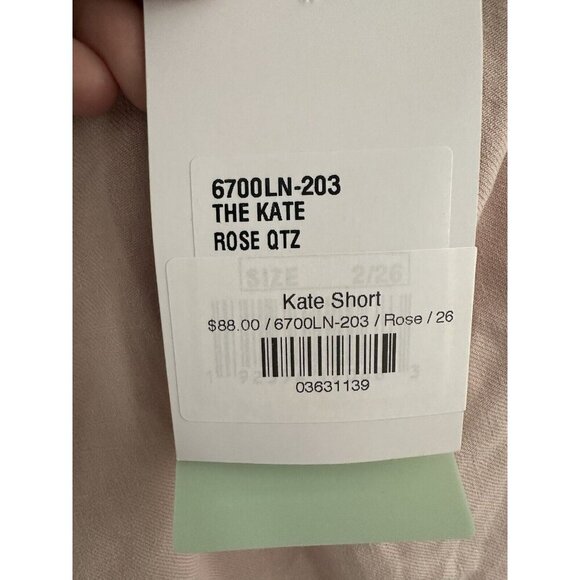 6700LN-203
THE KATE
ROSE QTZ
SIZE 2/26
Kate Short
$88.00 / 6700LN-203 / Rose / 26
03631139